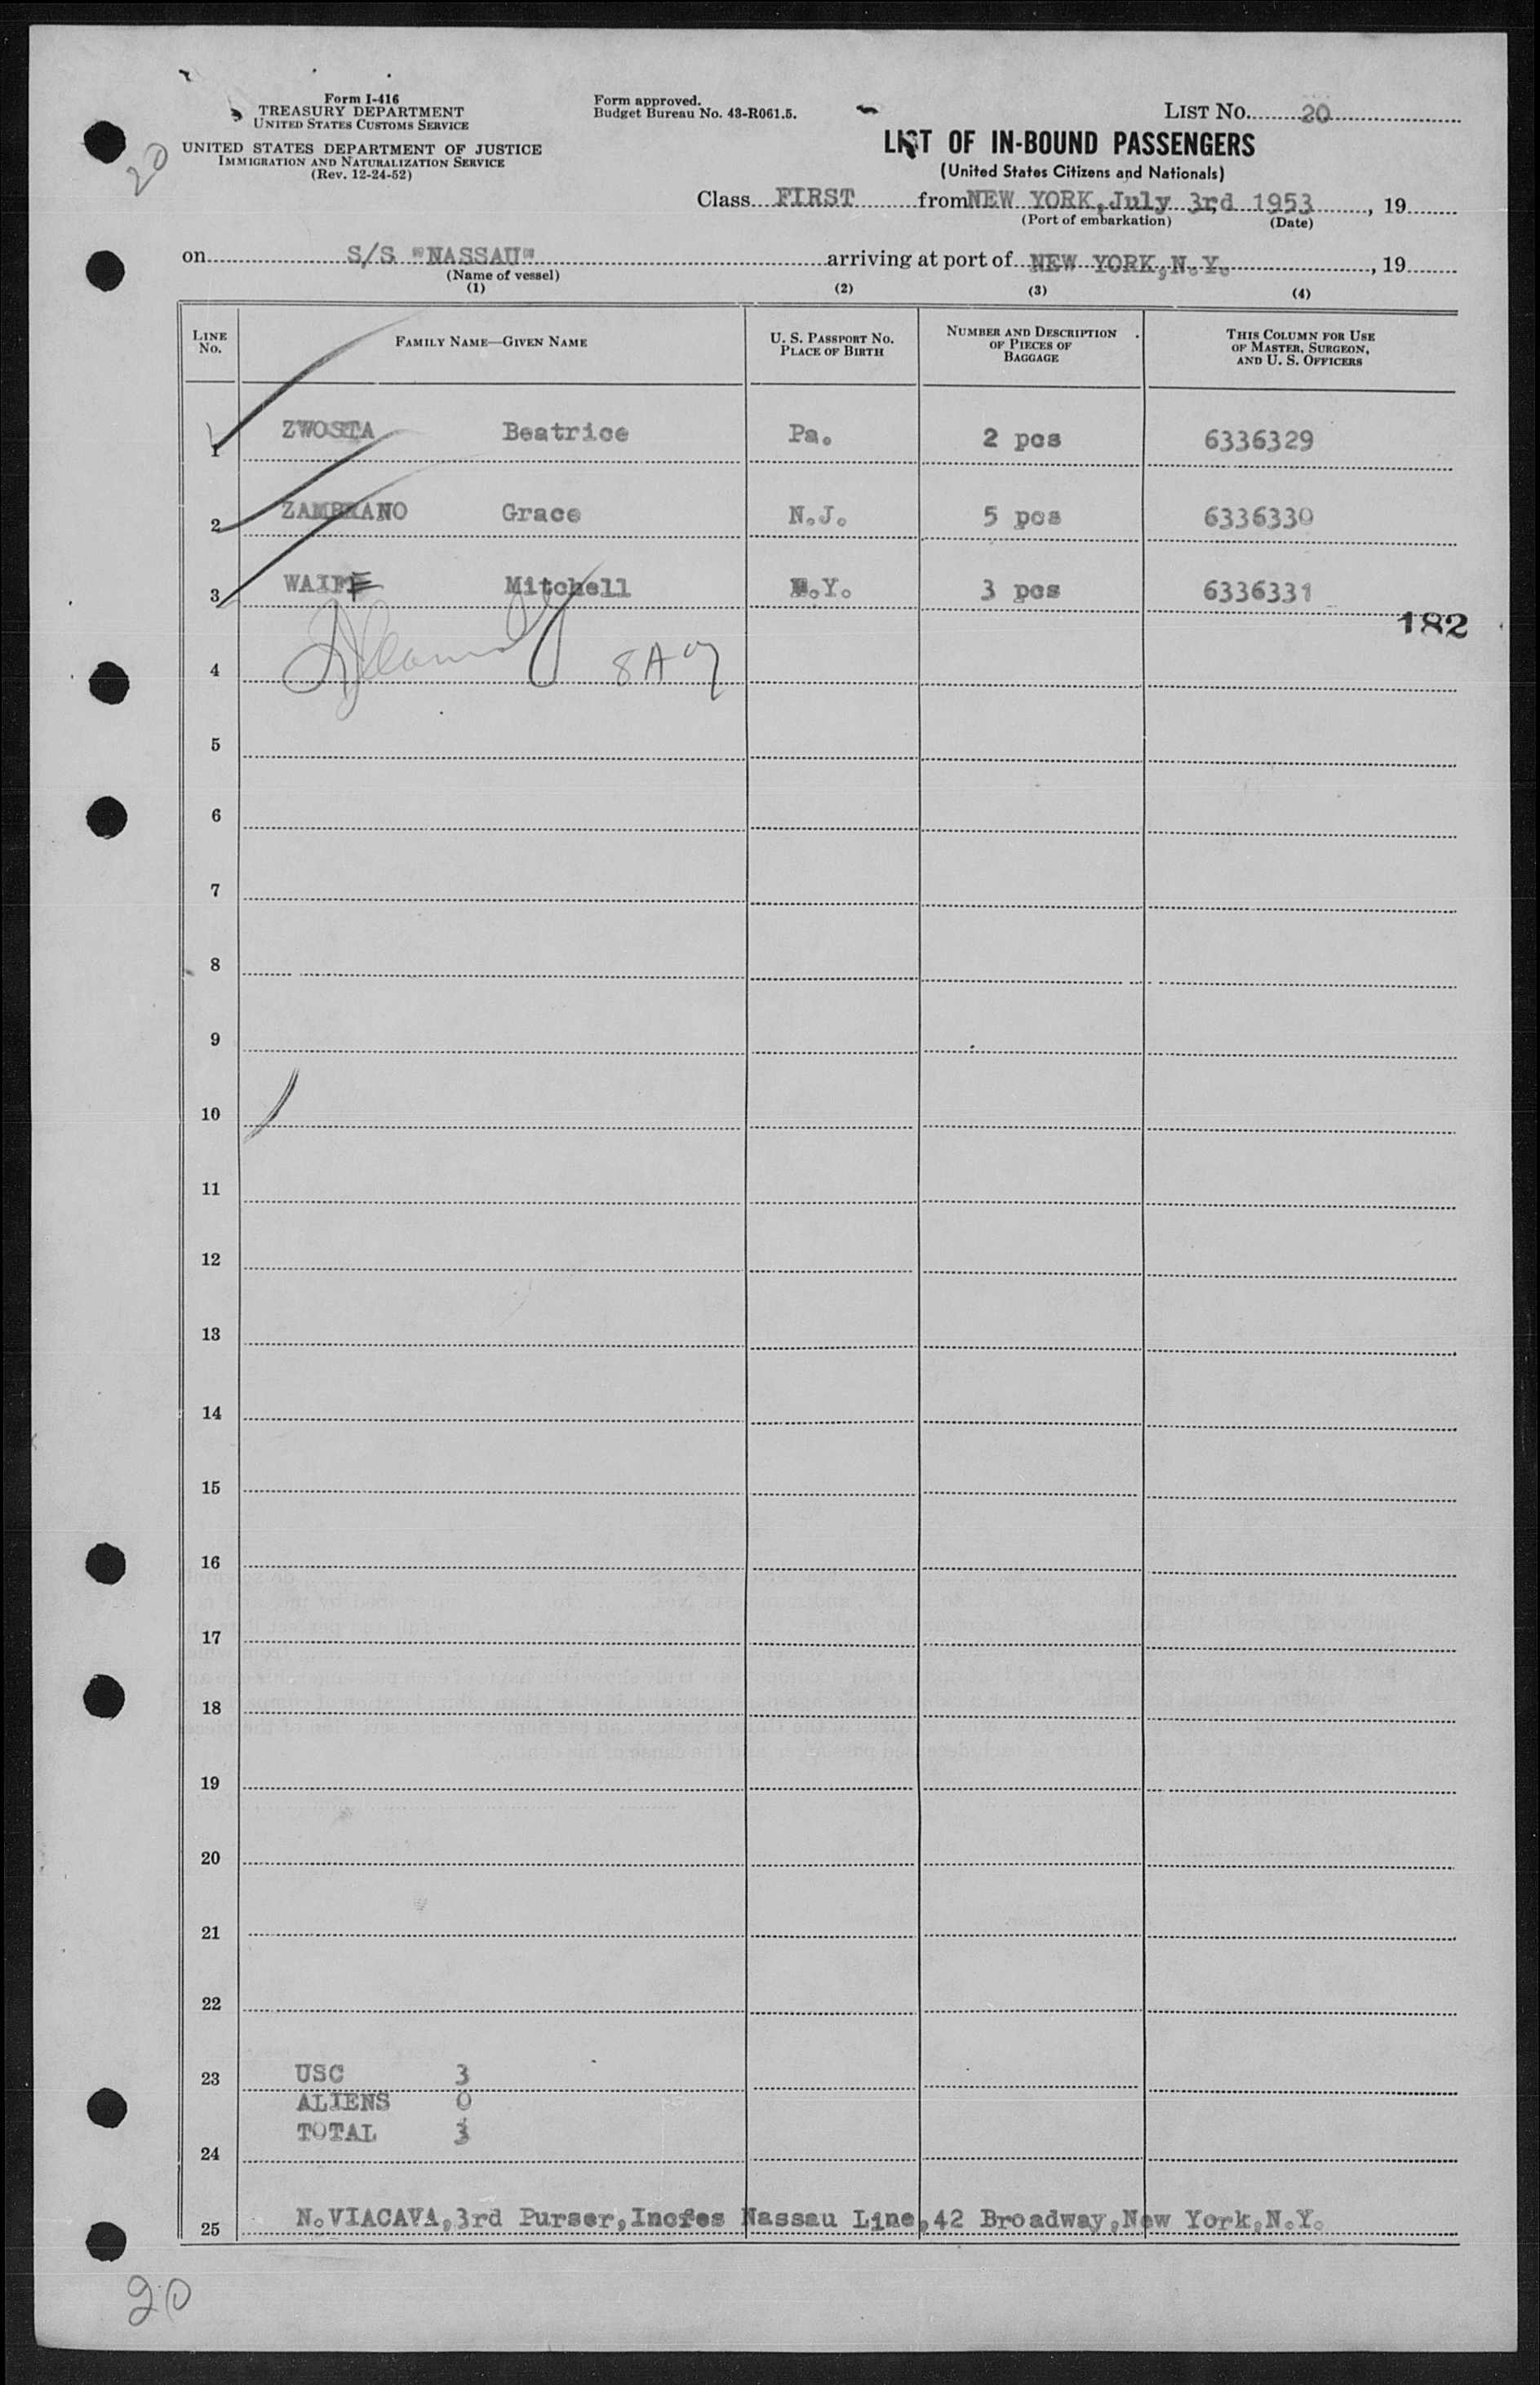 Form I-416
TREASURY DEPARTMENT
UNITED STATES CUSTOMS SERVICE
UNITED STATES DEPARTMENT OF JUSTICE
IMMIGRATION AND NATURALIZATION SERVICE
(Rev. 12-24-52)
20
Form approved.
Budget Bureau No. 43-R061.5.
LIST No. 20
LIST OF IN-BOUND PASSENGERS
(United States Citizens and Nationals)
Class FIRST from NEW YORK, July 3rd 1953, 19
(Port of embarkation) (Date)
on S/S "NASSAU" arriving at port of NEW YORK, N.Y., 19
(Name of vessel)
(1) (2) (3) (4)
LINE No. FAMILY NAME—GIVEN NAME U. S. PASSPORT NO. PLACE OF BIRTH NUMBER AND DESCRIPTION OF PIECES OF BAGGAGE THIS COLUMN FOR USE OF MASTER, SURGEON, AND U. S. OFFICERS
1 ZWOSTA Beatrice Pa. 2 pcs 6336329
2 ZAMBRANO Grace N.J. 5 pcs 6336330
3 WAIFE Mitchell N.Y. 3 pcs 6336331
182
4
5
6
7
8
9
10
11
12
13
14
15
16
17
18
19
20
21
22
23 USC 3
ALIENS 0
TOTAL 3
24
25 N.VIACAVA,3rd Purser,Incres Nassau Line,42 Broadway,New York,N.Y.
20